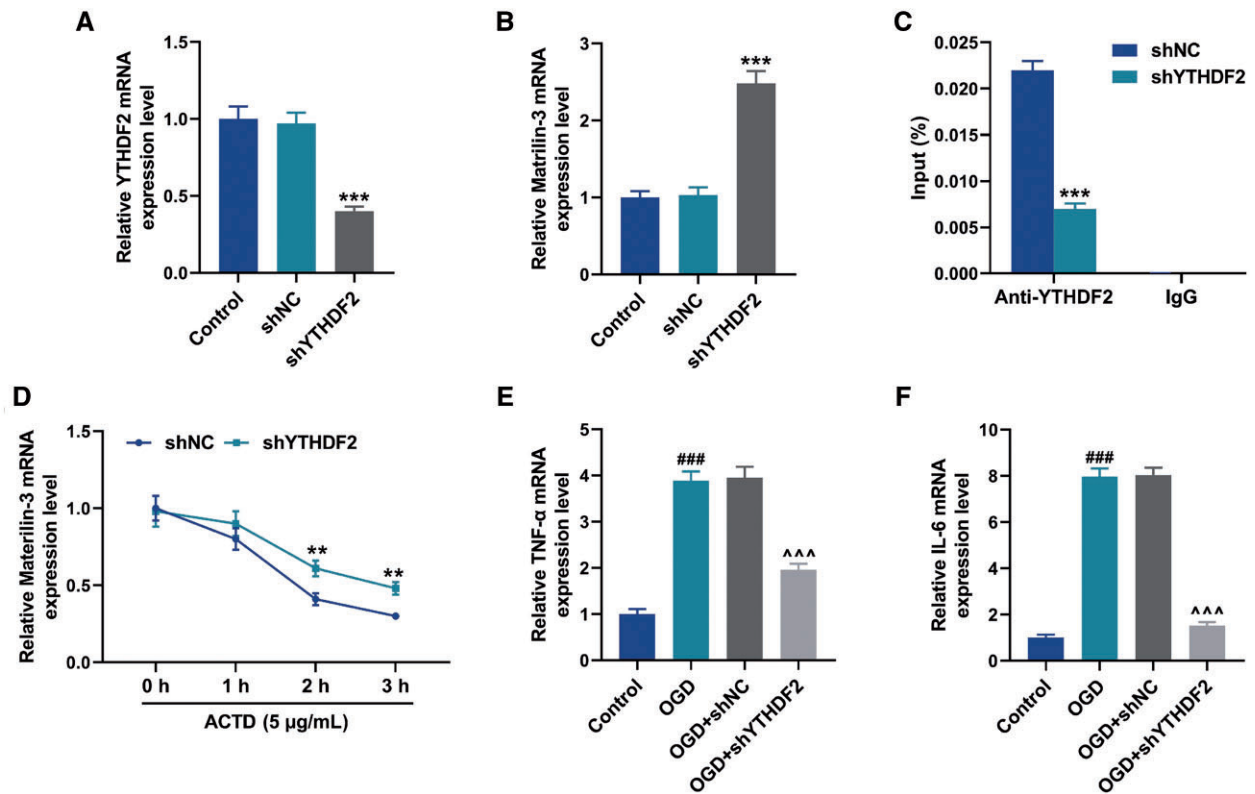 A
Relative YTHDF2 mRNA
expression level
1.5
1.0
0.5
0.0
***
Control
shNC
shYTHDF2
B
Relative Matrilin-3 mRNA
expression level
3
2
1
0
***
Control
shNC
shYTHDF2
C
Input (%)
0.025
0.020
0.015
0.010
0.005
0.000
shNC
shYTHDF2
***
Anti-YTHDF2
IgG
D
Relative Materilin-3 mRNA
expression level
1.5
1.0
0.5
0.0
shNC
shYTHDF2
**
**
0 h
1 h
2 h
3 h
ACTD (5 μg/mL)
E
Relative TNF-α mRNA
expression level
5
4
3
2
1
0
###
^^^
Control
OGD
OGD+shNC
OGD+shYTHDF2
F
Relative IL-6 mRNA
expression level
10
8
6
4
2
0
###
^^^
Control
OGD
OGD+shNC
OGD+shYTHDF2